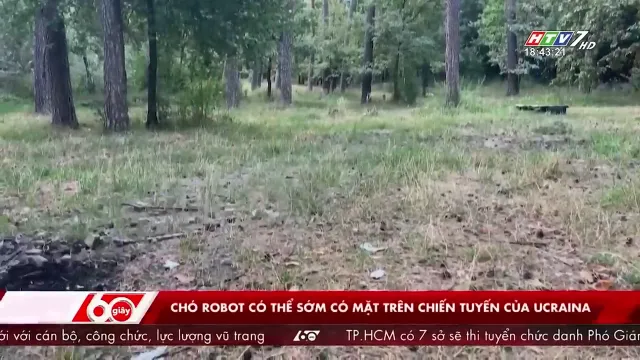 HTV7 HD
18:43:21
60 giây
CHÓ ROBOT CÓ THỂ SỚM CÓ MẶT TRÊN CHIẾN TUYẾN CỦA UCRAINA
ới với cán bộ, công chức, lực lượng vũ trang 60 TP.HCM có 7 sở sẽ thi tuyển chức danh Phó Giá